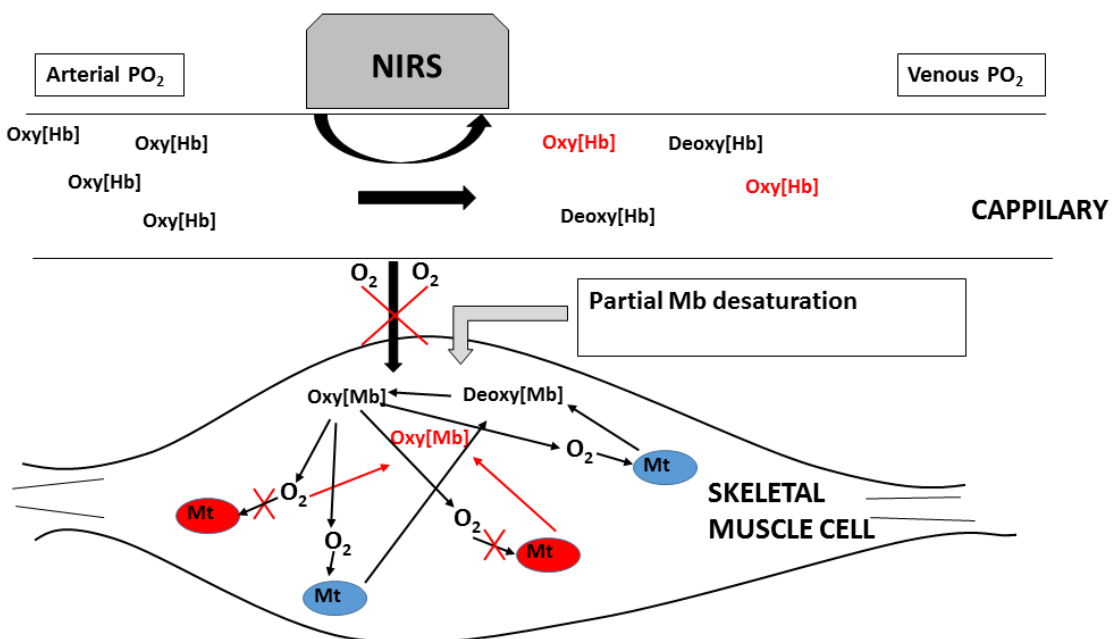 NIRS
Arterial PO₂
Venous PO₂
Oxy[Hb]
Oxy[Hb]
Oxy[Hb]
Deoxy[Hb]
Oxy[Hb]
Oxy[Hb]
Oxy[Hb]
Deoxy[Hb]
CAPPILARY
O₂ O₂
Partial Mb desaturation
Oxy[Mb]
Deoxy[Mb]
Oxy[Mb]
O₂
Mt
O₂
Mt
O₂
Mt
O₂
Mt
SKELETAL
MUSCLE CELL